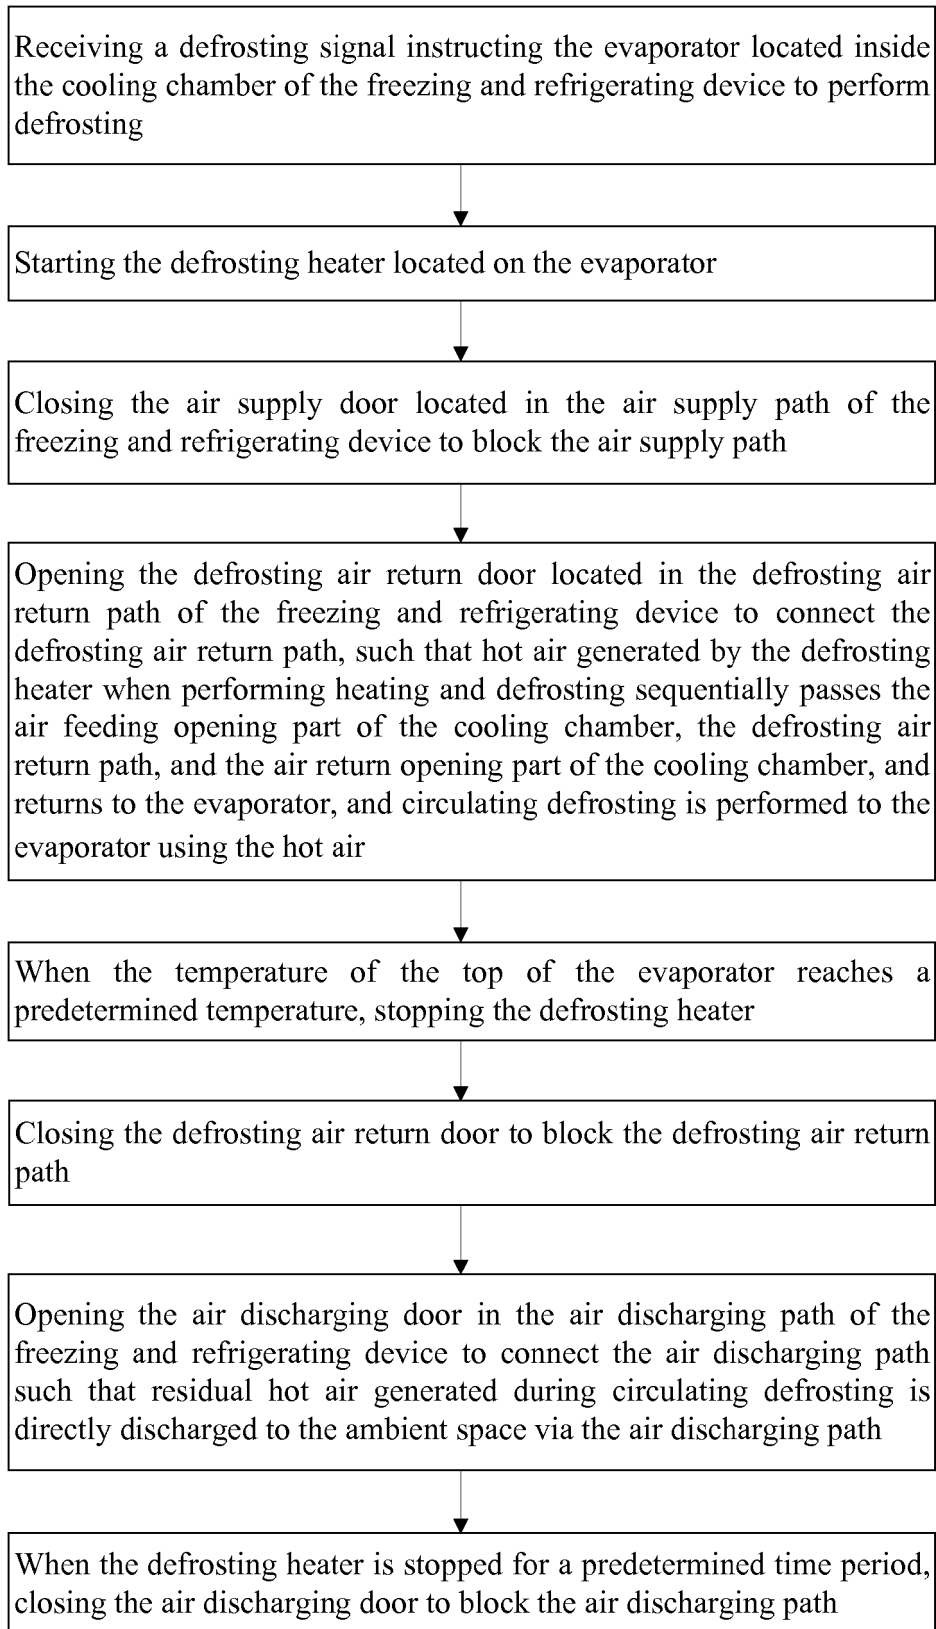 Receiving a defrosting signal instructing the evaporator located inside
the cooling chamber of the freezing and refrigerating device to perform
defrosting
Starting the defrosting heater located on the evaporator
Closing the air supply door located in the air supply path of the
freezing and refrigerating device to block the air supply path
Opening the defrosting air return door located in the defrosting air
return path of the freezing and refrigerating device to connect the
defrosting air return path, such that hot air generated by the defrosting
heater when performing heating and defrosting sequentially passes the
air feeding opening part of the cooling chamber, the defrosting air
return path, and the air return opening part of the cooling chamber, and
returns to the evaporator, and circulating defrosting is performed to the
evaporator using the hot air
When the temperature of the top of the evaporator reaches a
predetermined temperature, stopping the defrosting heater
Closing the defrosting air return door to block the defrosting air return
path
Opening the air discharging door in the air discharging path of the
freezing and refrigerating device to connect the air discharging path
such that residual hot air generated during circulating defrosting is
directly discharged to the ambient space via the air discharging path
When the defrosting heater is stopped for a predetermined time period,
closing the air discharging door to block the air discharging path